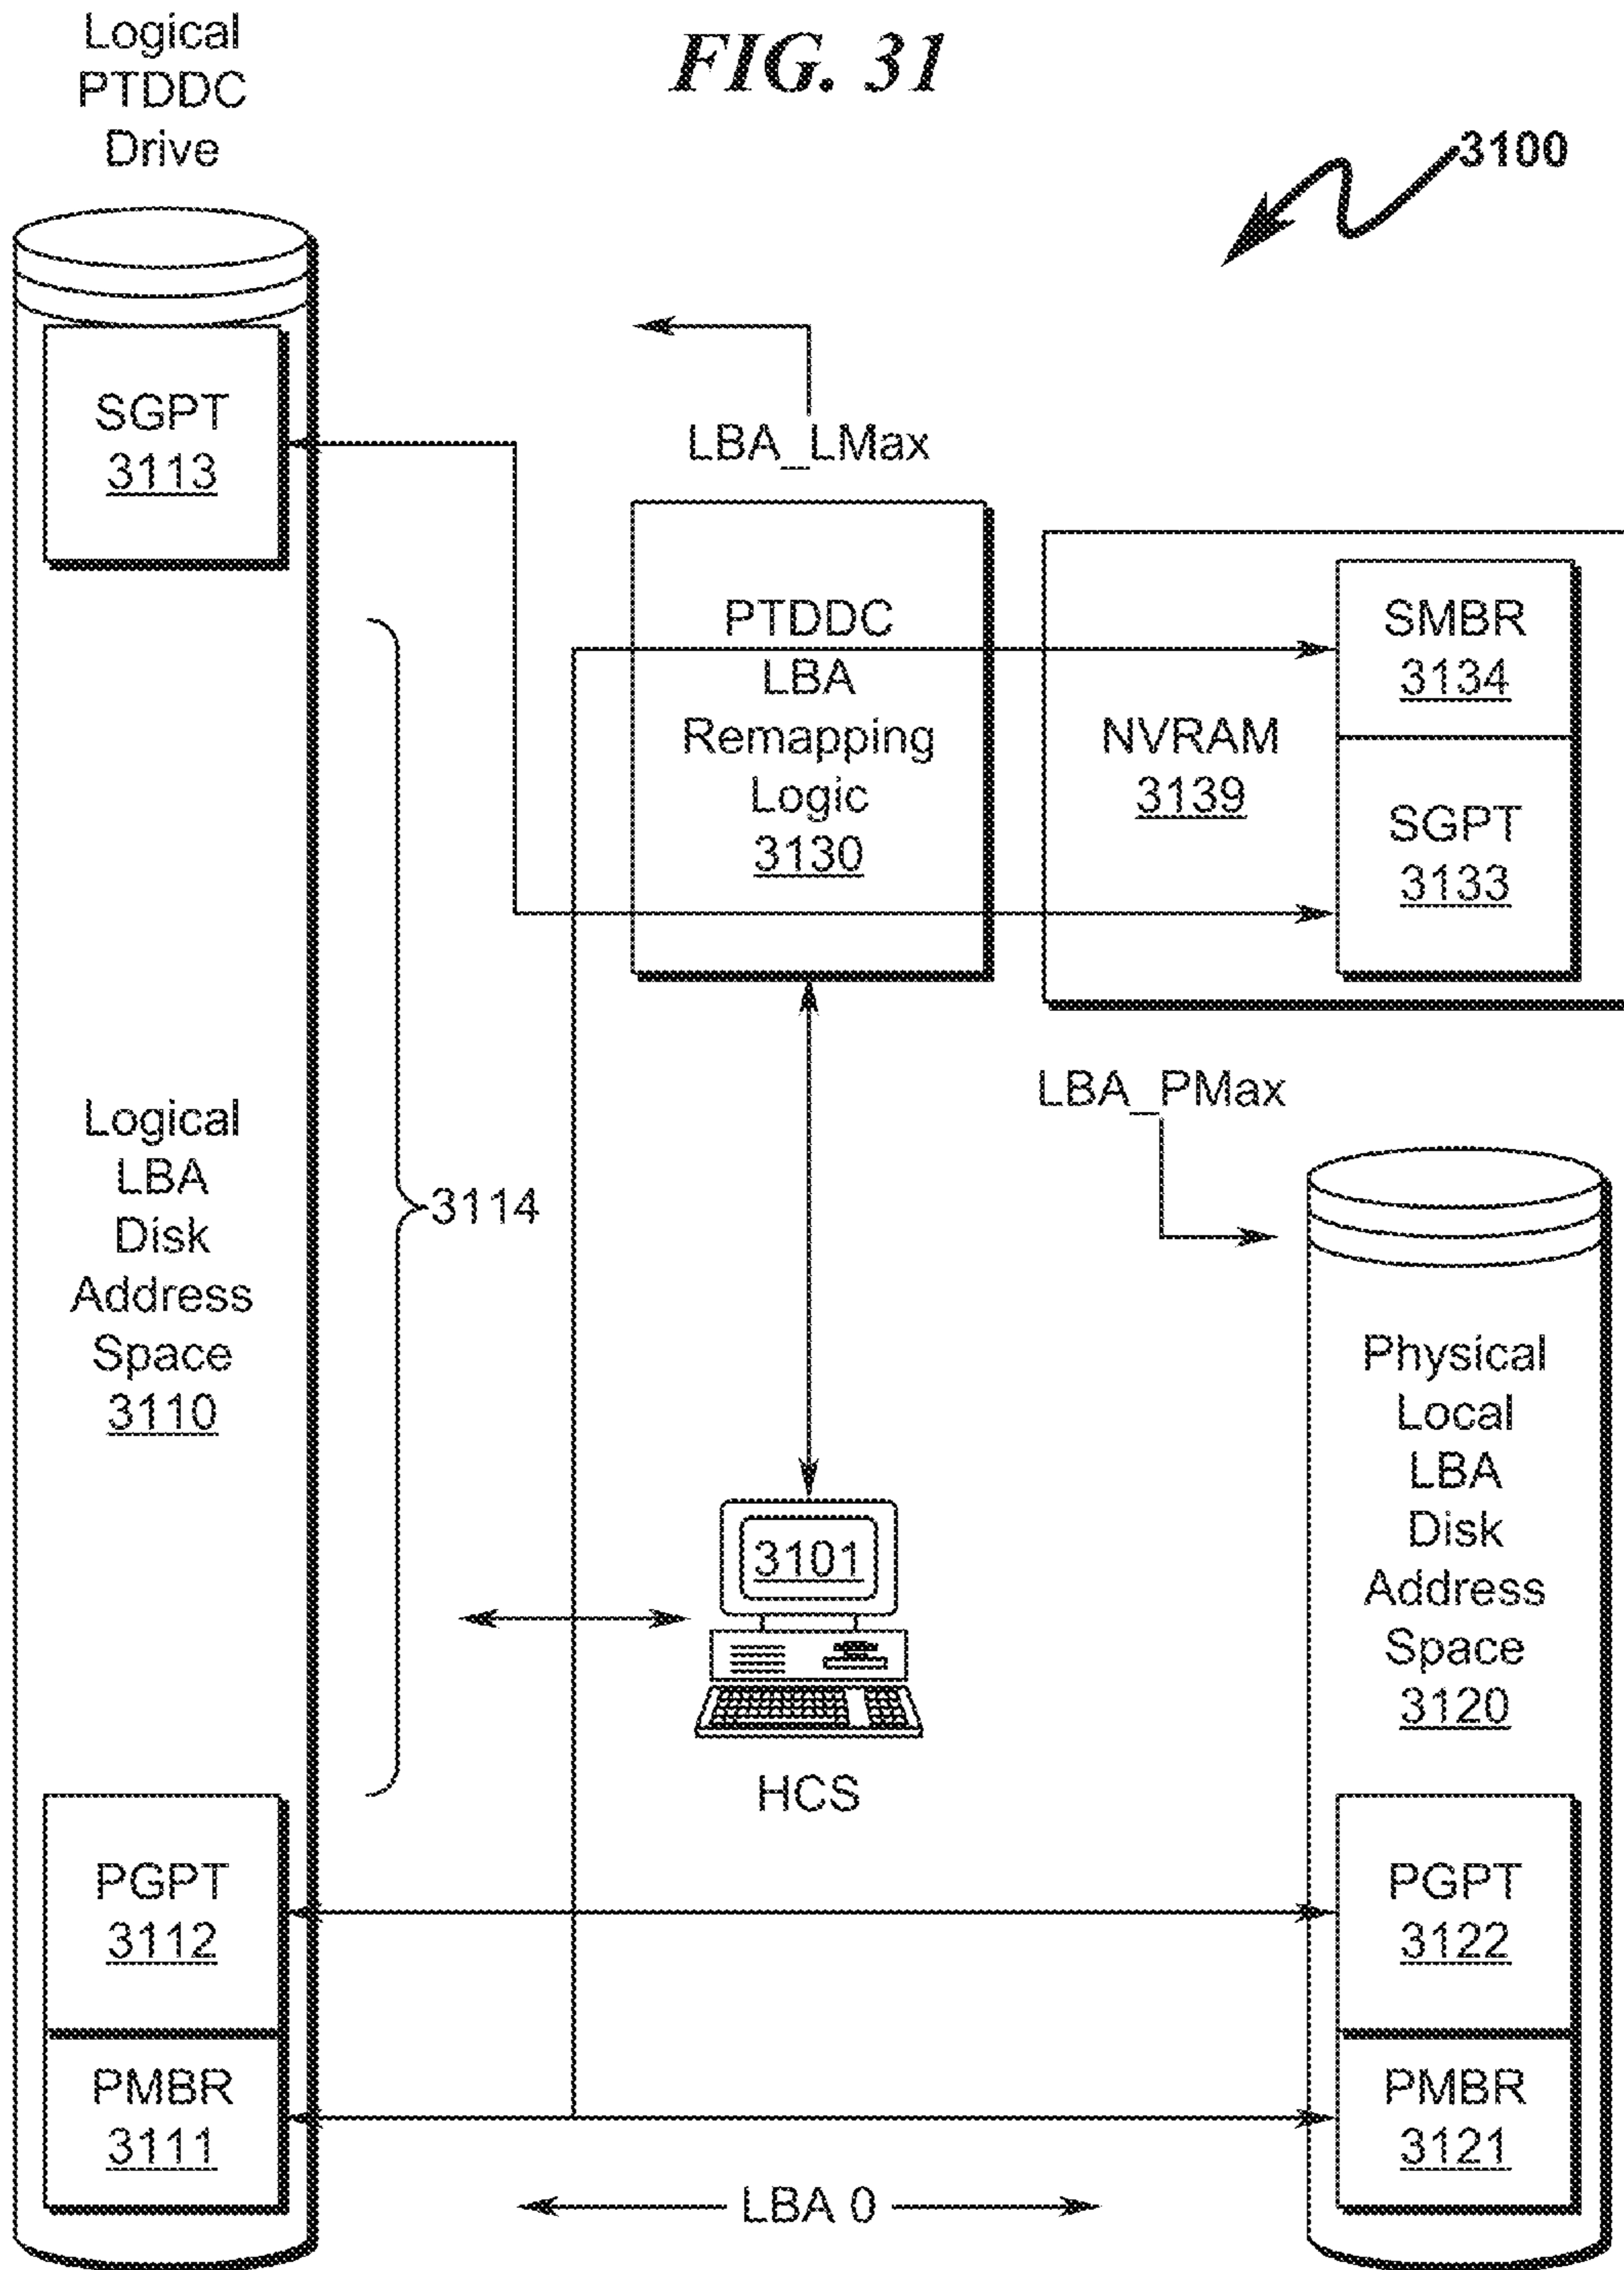 Logical
PTDDC
Drive
FIG. 31
3100
SGPT
3113
LBA_LMax
PTDDC
LBA
Remapping
Logic
3130
NVRAM
3139
SMBR
3134
SGPT
3133
LBA_PMax
Logical
LBA
Disk
Address
Space
3110
3114
3101
HCS
Physical
Local
LBA
Disk
Address
Space
3120
PGPT
3112
PMBR
3111
PGPT
3122
PMBR
3121
LBA 0